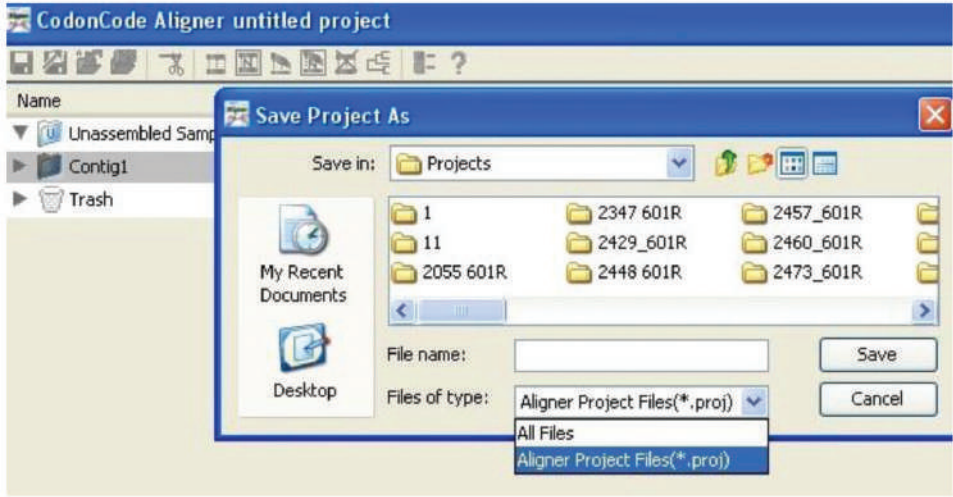 CodonCode Aligner untitled project
Name
Unassembled Samp
Contig1
Trash
Save Project As
Save in: Projects
1 2347 601R 2457_601R
11 2429_601R 2460_601R
2055 601R 2448 601R 2473_601R
My Recent
Documents
Desktop
File name: Save
Files of type: Aligner Project Files(*.proj) Cancel
All Files
Aligner Project Files(*.proj)